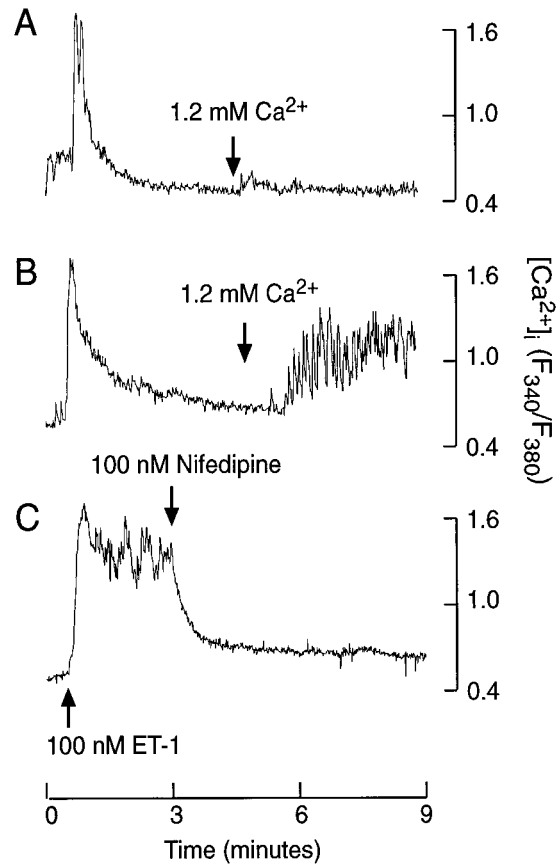 A
1.6
1.2 mM Ca²⁺
1.0
0.4
B
1.6
1.2 mM Ca²⁺
1.0
0.4
[Ca²⁺]ᵢ (F₃₄₀/F₃₈₀)
100 nM Nifedipine
C
1.6
1.0
0.4
100 nM ET-1
0 3 6 9
Time (minutes)